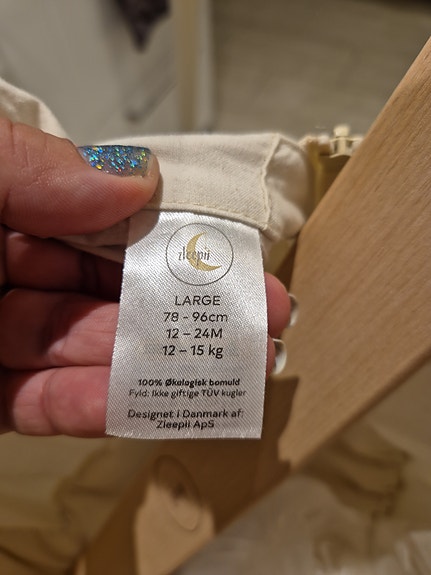 zleepii
LARGE
78 - 96cm
12 - 24M
12 – 15 kg
100% Økologisk bomuld
Fyld: Ikke giftige TÜV kugler
Designet i Danmark af:
Zleepii ApS